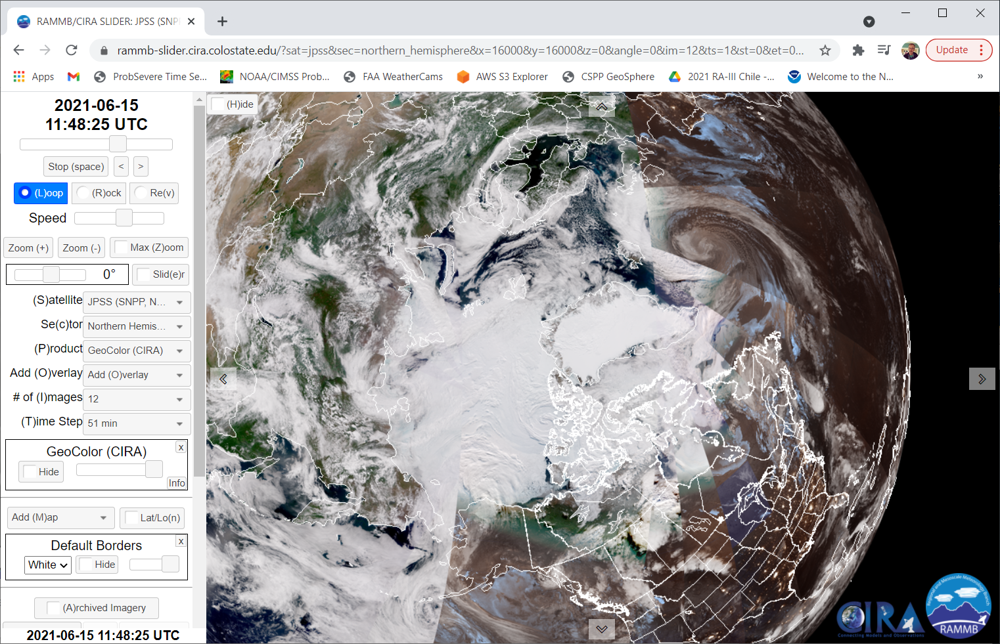 RAMMB/CIRA SLIDER: JPSS (SNP
rammb-slider.cira.colostate.edu/?sat=jpss&sec=northern_hemisphere&x=16000&y=16000&z=0&angle=0&im=12&ts=1&st=0&et=0...
Update
Apps
ProbSevere Time Se...
NOAA/CIMSS Prob...
FAA WeatherCams
AWS S3 Explorer
CSPP GeoSphere
2021 RA-III Chile -...
Welcome to the N...
»
2021-06-15
11:48:25 UTC
(H)ide
Stop (space)
<
>
(L)oop
(R)ock
Re(v)
Speed
Zoom (+)
Zoom (-)
Max (Z)oom
0°
Slid(e)r
(S)atellite
JPSS (SNPP, N...
Se(c)tor
Northern Hemis...
(P)roduct
GeoColor (CIRA)
Add (O)verlay
Add (O)verlay
# of (I)mages
12
(T)ime Step
51 min
GeoColor (CIRA)
x
Hide
Info
Add (M)ap
Lat/Lo(n)
Default Borders
x
White
Hide
(A)rchived Imagery
2021-06-15 11:48:25 UTC
CIRA
Connecting Models and Observations
Regional and Mesoscale Meteorology Branch
RAMMB